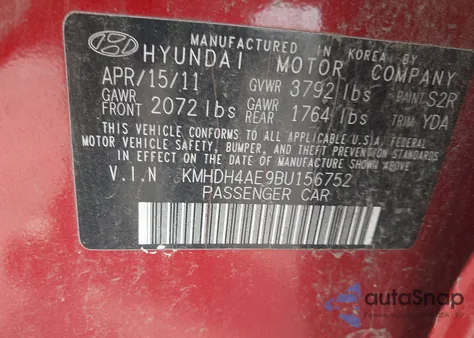 MANUFACTURED IN KOREA BY
HYUNDAI MOTOR COMPANY
APR/15/11 GVWR 3792 lbs PAINT S2R
GAWR FRONT 2072 lbs GAWR REAR 1764 lbs TRIM YDA
THIS VEHICLE CONFORMS TO ALL APPLICABLE U.S.A. FEDERAL
MOTOR VEHICLE SAFETY, BUMPER, AND THEFT PREVENTION STANDARDS
IN EFFECT ON THE DATE OF MANUFACTURE SHOWN ABOVE.
V.I.N KMHDH4AE9BU156752
PASSENGER CAR
autaSnap